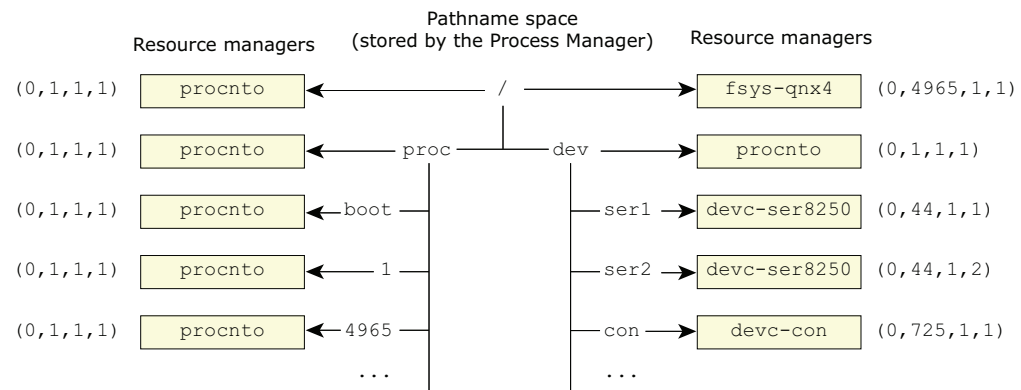 Pathname space
Resource managers (stored by the Process Manager) Resource managers
(0,1,1,1) procnto / fsys-qnx4 (0,4965,1,1)
(0,1,1,1) procnto proc dev procnto (0,1,1,1)
(0,1,1,1) procnto boot ser1 devc-ser8250 (0,44,1,1)
(0,1,1,1) procnto 1 ser2 devc-ser8250 (0,44,1,2)
(0,1,1,1) procnto 4965 con devc-con (0,725,1,1)
... ...